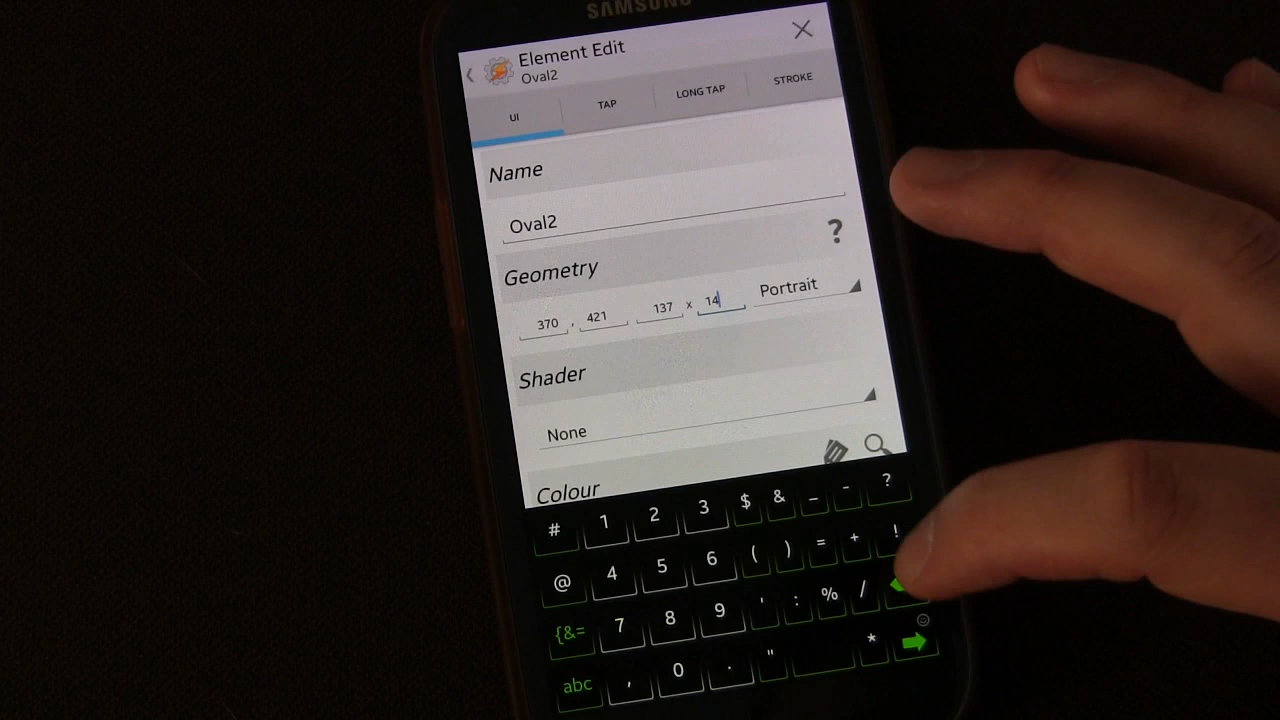 SAMSUNG
Element Edit
Oval2
UI TAP LONG TAP STROKE
Name
Oval2
Geometry ?
370 , 421 137 x 14 Portrait
Shader
None
Colour
# 1 2 3 $ & _ - ?
@ 4 5 6 ( ) = + !
{&= 7 8 9 ' : % /
abc , 0 . " *